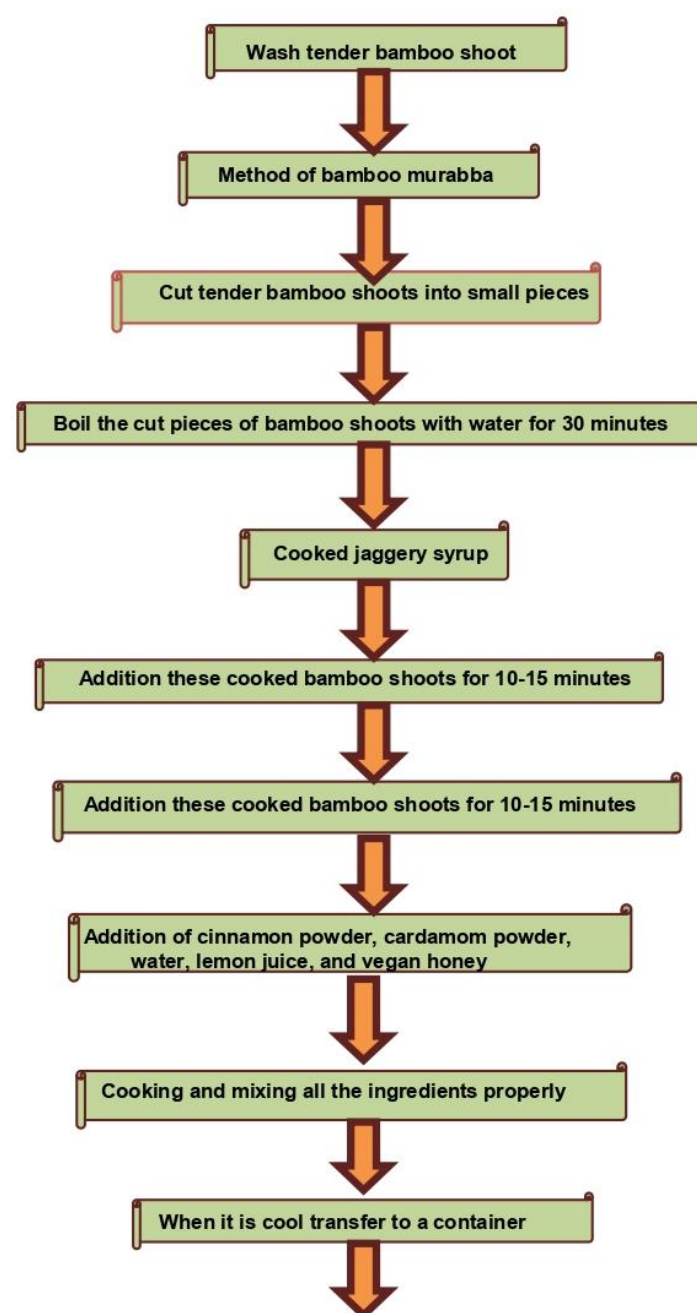 Wash tender bamboo shoot
Method of bamboo murabba
Cut tender bamboo shoots into small pieces
Boil the cut pieces of bamboo shoots with water for 30 minutes
Cooked jaggery syrup
Addition these cooked bamboo shoots for 10-15 minutes
Addition these cooked bamboo shoots for 10-15 minutes
Addition of cinnamon powder, cardamom powder,
water, lemon juice, and vegan honey
Cooking and mixing all the ingredients properly
When it is cool transfer to a container